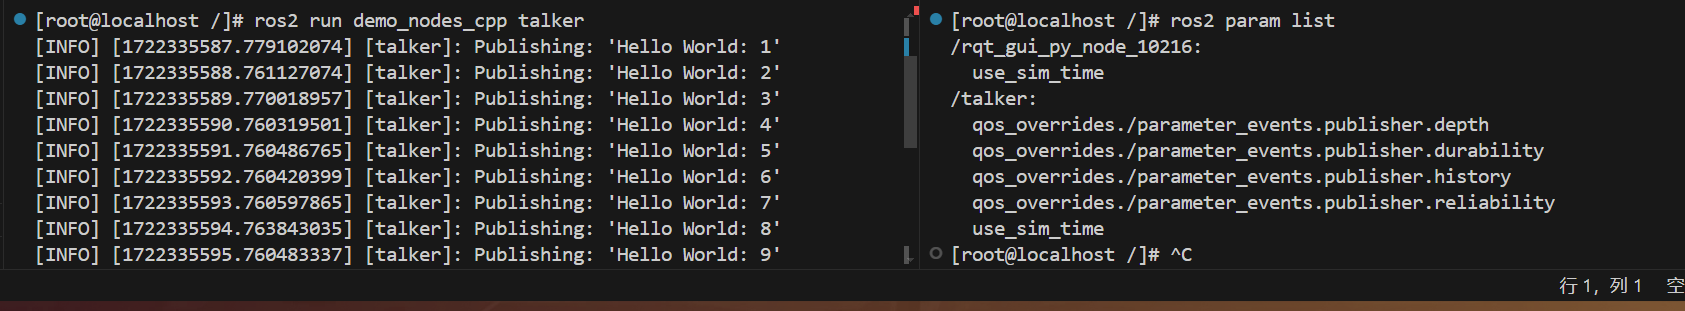 [root@localhost /]# ros2 run demo_nodes_cpp talker
[INFO] [1722335587.779102074] [talker]: Publishing: 'Hello World: 1'
[INFO] [1722335588.761127074] [talker]: Publishing: 'Hello World: 2'
[INFO] [1722335589.770018957] [talker]: Publishing: 'Hello World: 3'
[INFO] [1722335590.760319501] [talker]: Publishing: 'Hello World: 4'
[INFO] [1722335591.760486765] [talker]: Publishing: 'Hello World: 5'
[INFO] [1722335592.760420399] [talker]: Publishing: 'Hello World: 6'
[INFO] [1722335593.760597865] [talker]: Publishing: 'Hello World: 7'
[INFO] [1722335594.763843035] [talker]: Publishing: 'Hello World: 8'
[INFO] [1722335595.760483337] [talker]: Publishing: 'Hello World: 9'
[root@localhost /]# ros2 param list
/rqt_gui_py_node_10216:
  use_sim_time
/talker:
  qos_overrides./parameter_events.publisher.depth
  qos_overrides./parameter_events.publisher.durability
  qos_overrides./parameter_events.publisher.history
  qos_overrides./parameter_events.publisher.reliability
  use_sim_time
[root@localhost /]# ^C
行 1，列 1 空